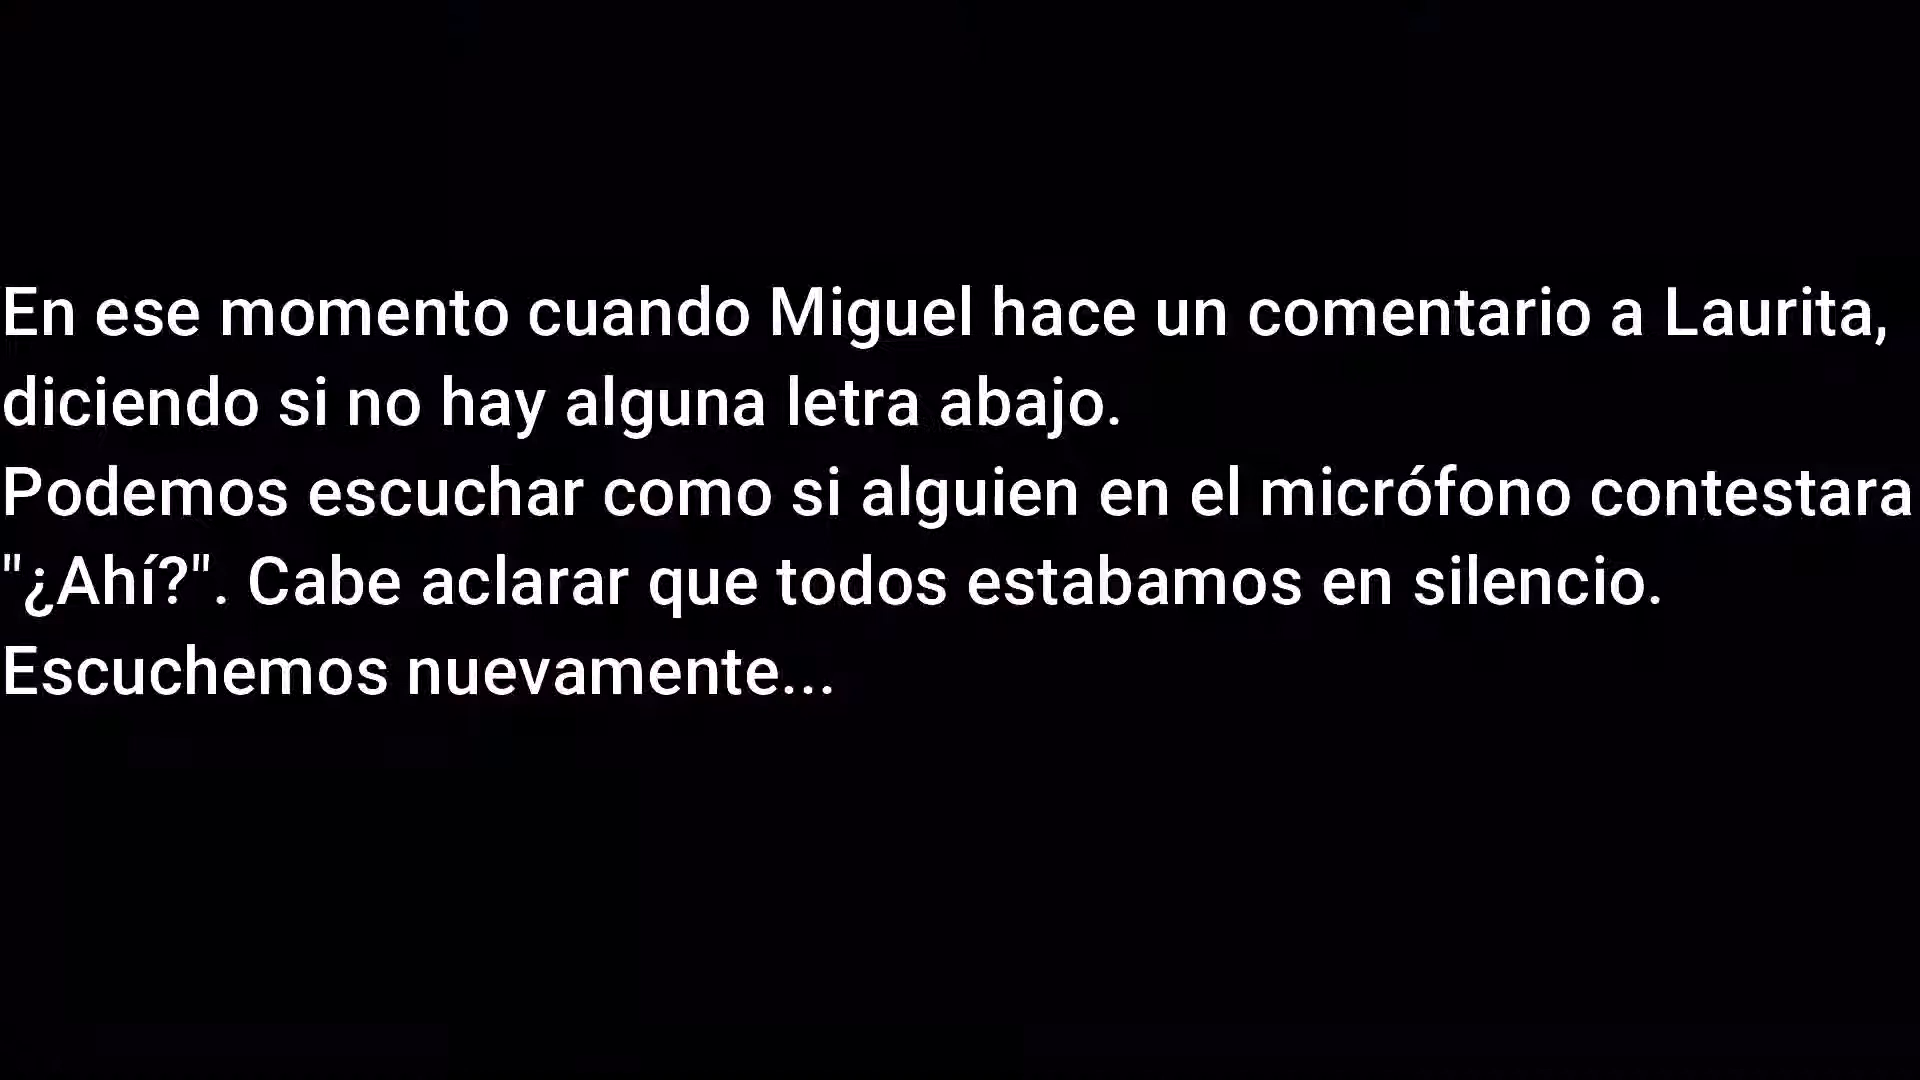 En ese momento cuando Miguel hace un comentario a Laurita,
diciendo si no hay alguna letra abajo.
Podemos escuchar como si alguien en el micrófono contestara
"¿Ahí?". Cabe aclarar que todos estabamos en silencio.
Escuchemos nuevamente...